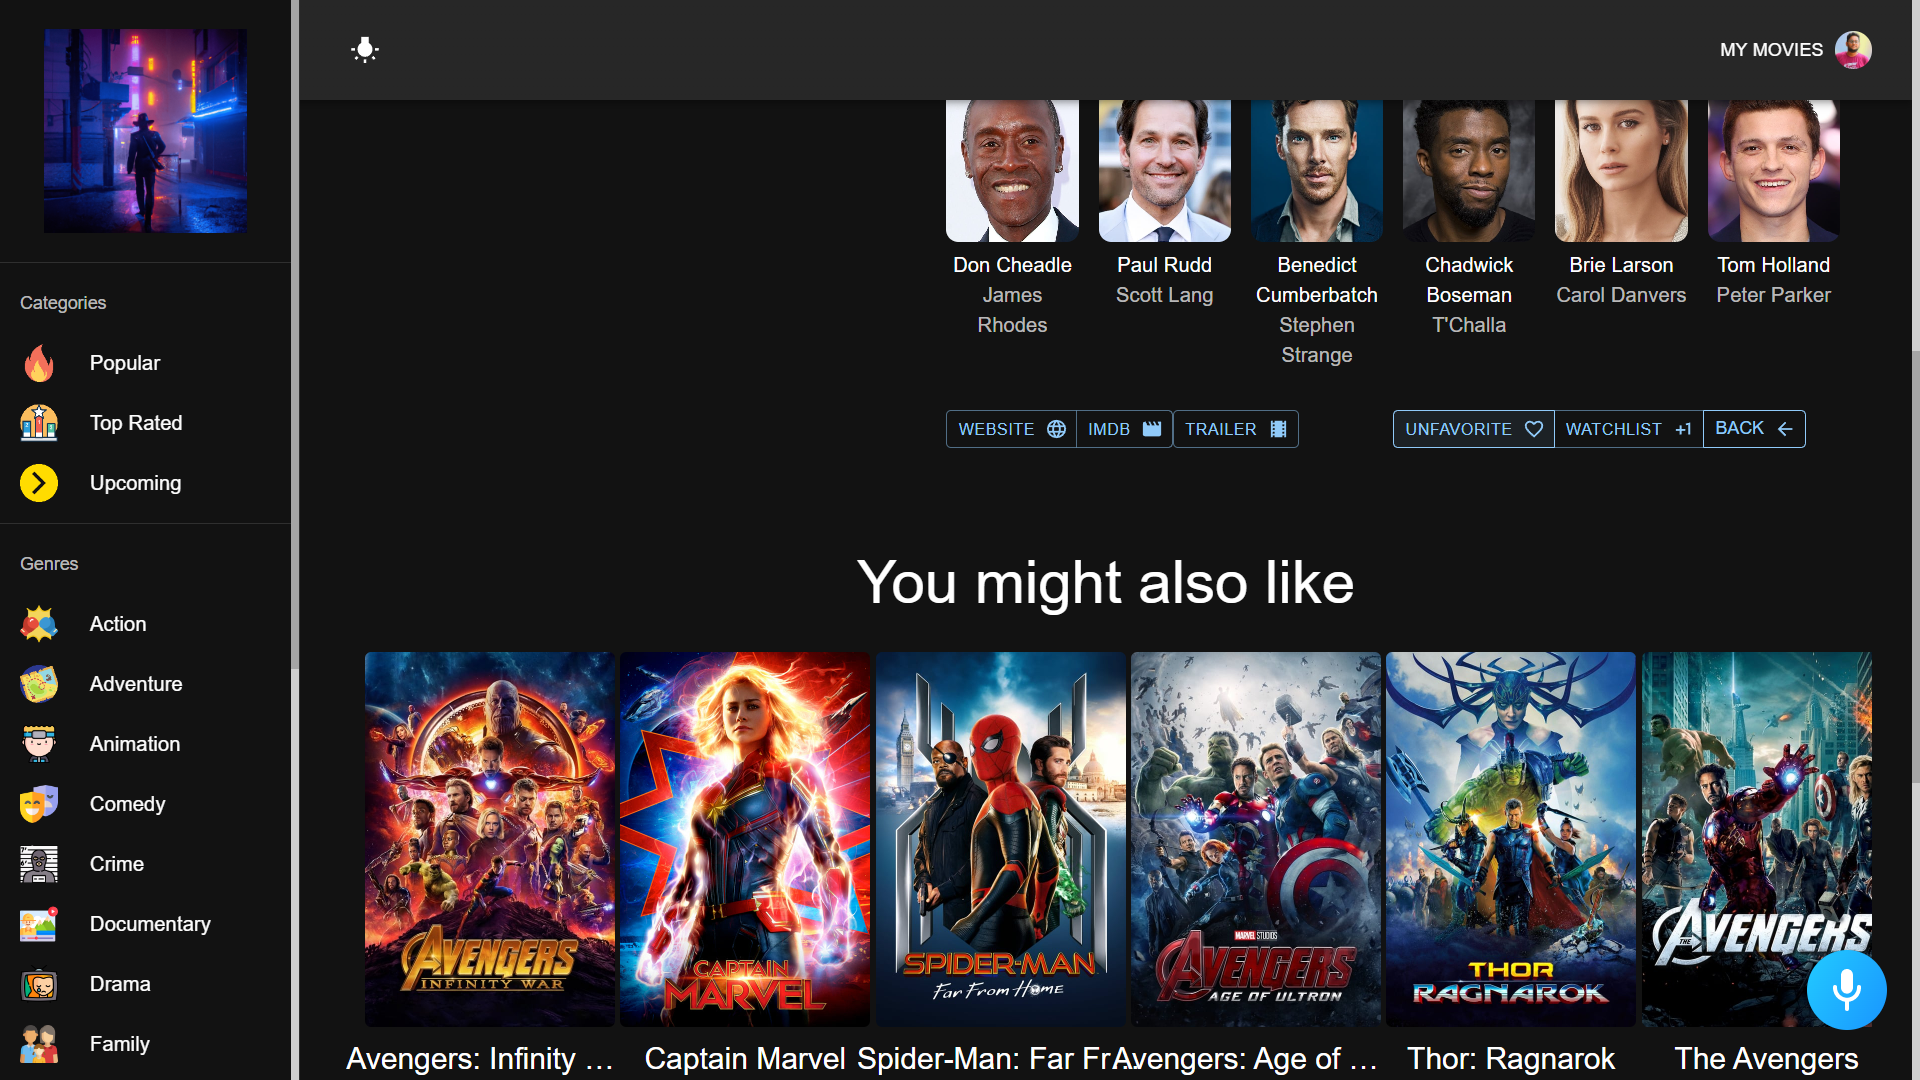 MY MOVIES
Categories
Popular
Top Rated
Upcoming
Genres
Action
Adventure
Animation
Comedy
Crime
Documentary
Drama
Family
Don Cheadle
James
Rhodes
Paul Rudd
Scott Lang
Benedict
Cumberbatch
Stephen
Strange
Chadwick
Boseman
T'Challa
Brie Larson
Carol Danvers
Tom Holland
Peter Parker
WEBSITE
IMDB
TRAILER
UNFAVORITE
WATCHLIST +1
BACK
You might also like
AVENGERS
INFINITY WAR
CAPTAIN
MARVEL
SPIDER-MAN
Far From Home
MARVEL STUDIOS
AVENGERS
AGE OF ULTRON
THOR
RAGNAROK
THE AVENGERS
Avengers: Infinity …
Captain Marvel
Spider-Man: Far Fr…
Avengers: Age of …
Thor: Ragnarok
The Avengers